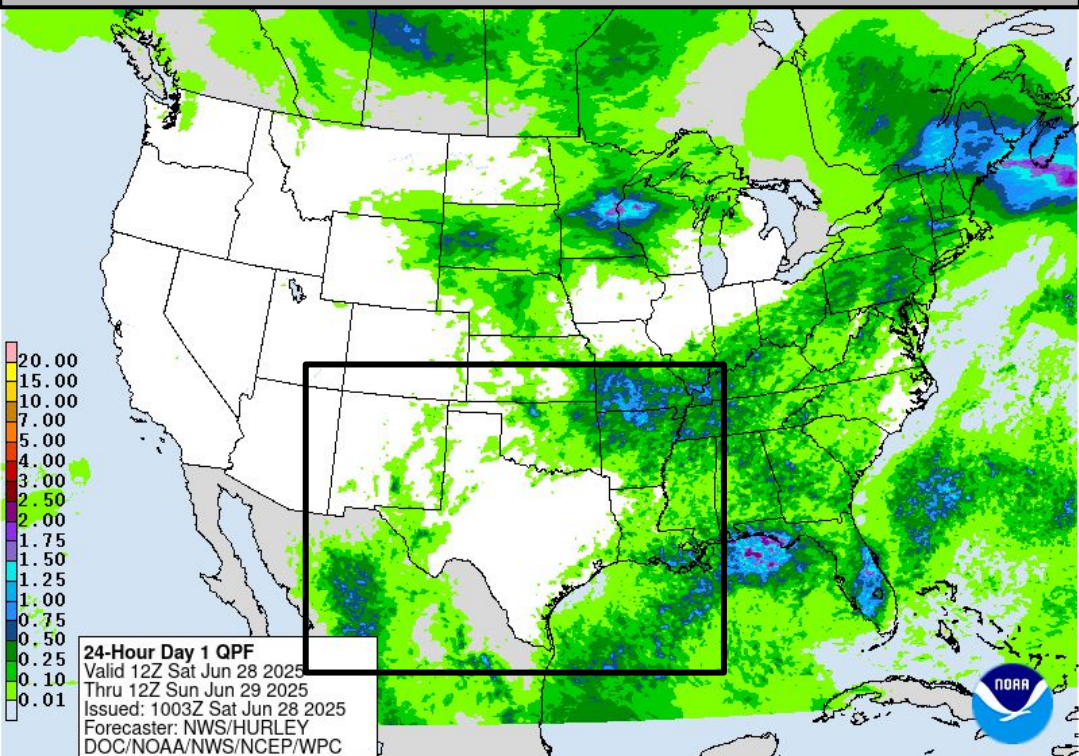 20.00
15.00
10.00
7.00
5.00
4.00
3.00
2.50
2.00
1.75
1.50
1.25
1.00
0.75
0.50
0.25
0.10
0.01
24-Hour Day 1 QPF
Valid 12Z Sat Jun 28 2025
Thru 12Z Sun Jun 29 2025
Issued: 1003Z Sat Jun 28 2025
Forecaster: NWS/HURLEY
DOC/NOAA/NWS/NCEP/WPC
NOAA